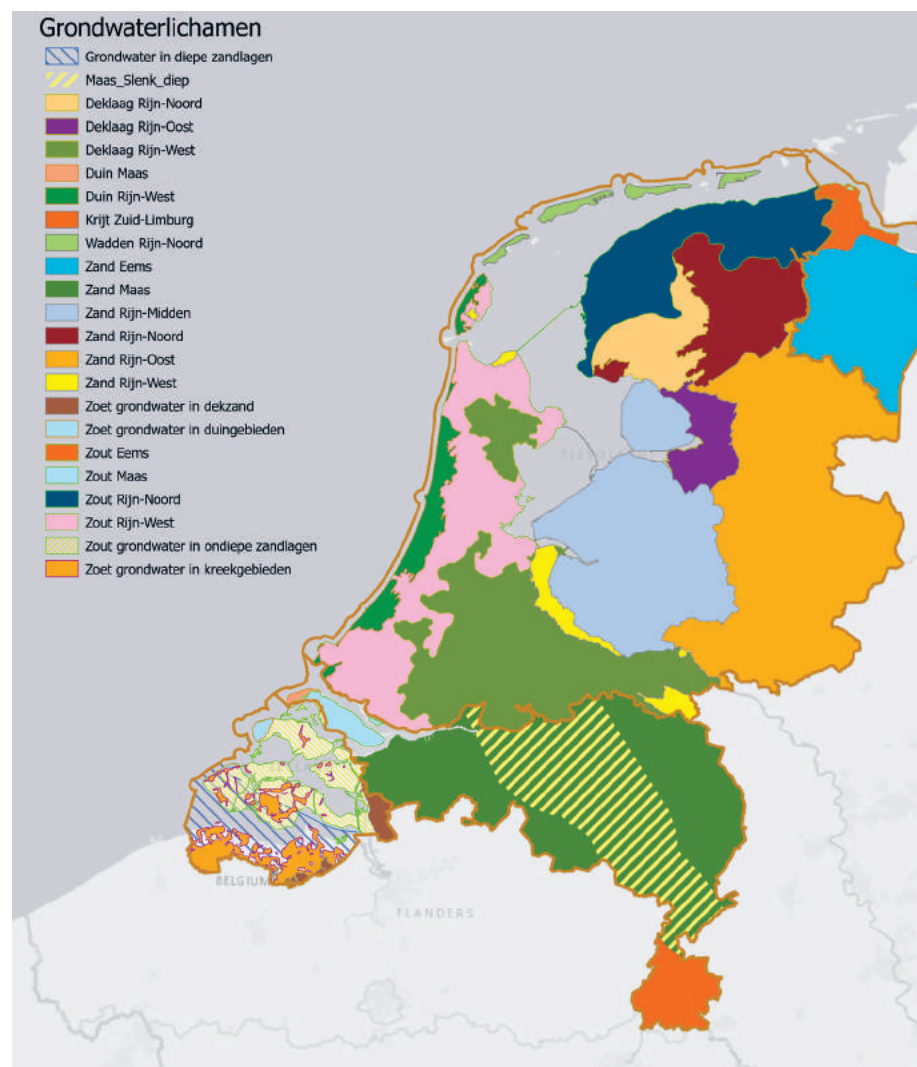 Grondwaterlichamen
Grondwater in diepe zandlagen
Maas_Slenk_diep
Deklaag Rijn-Noord
Deklaag Rijn-Oost
Deklaag Rijn-West
Duin Maas
Duin Rijn-West
Krijt Zuid-Limburg
Wadden Rijn-Noord
Zand Eems
Zand Maas
Zand Rijn-Midden
Zand Rijn-Noord
Zand Rijn-Oost
Zand Rijn-West
Zoet grondwater in dekzand
Zoet grondwater in duingebieden
Zout Eems
Zout Maas
Zout Rijn-Noord
Zout Rijn-West
Zout grondwater in ondiepe zandlagen
Zoet grondwater in kreekgebieden
BELGIUM
FLANDERS